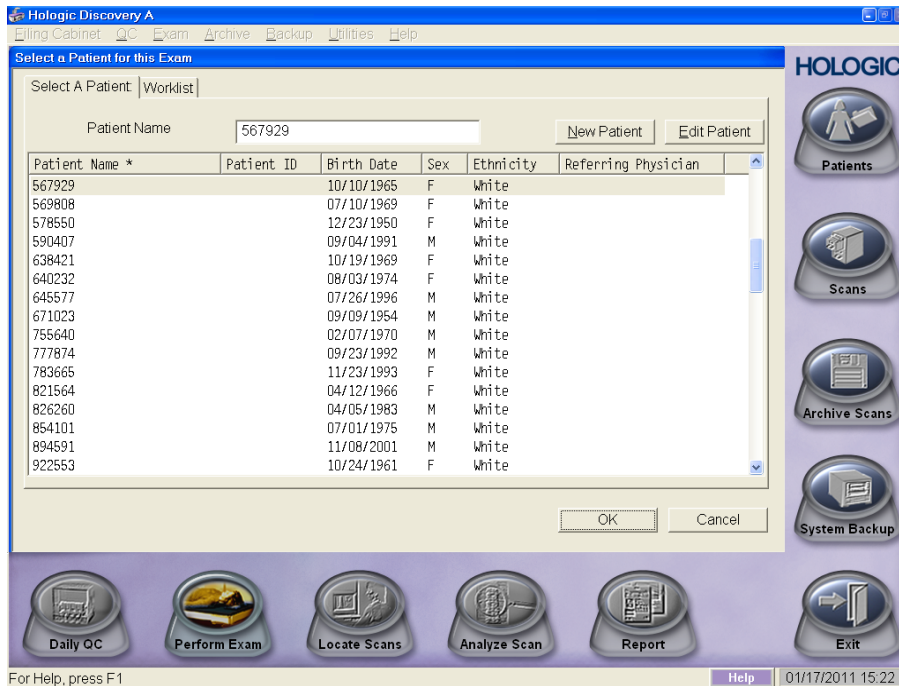 Hologic Discovery A
Filing Cabinet QC Exam Archive Backup Utilities Help
Select a Patient for this Exam
HOLOGIC
Select A Patient Worklist
Patient Name 567929 New Patient Edit Patient
Patient Name * Patient ID Birth Date Sex Ethnicity Referring Physician
567929 10/10/1965 F White
569808 07/10/1969 F White
578550 12/23/1950 F White
590407 09/04/1991 M White
638421 10/19/1969 F White
640232 08/03/1974 F White
645577 07/26/1996 M White
671023 09/09/1954 M White
755640 02/07/1970 M White
777874 09/23/1992 M White
783665 11/23/1993 F White
821564 04/12/1966 F White
826260 04/05/1983 M White
854101 07/01/1975 M White
894591 11/08/2001 M White
922553 10/24/1961 F White
OK Cancel
Patients
Scans
Archive Scans
System Backup
Daily QC Perform Exam Locate Scans Analyze Scan Report Exit
For Help, press F1 Help 01/17/2011 15:22